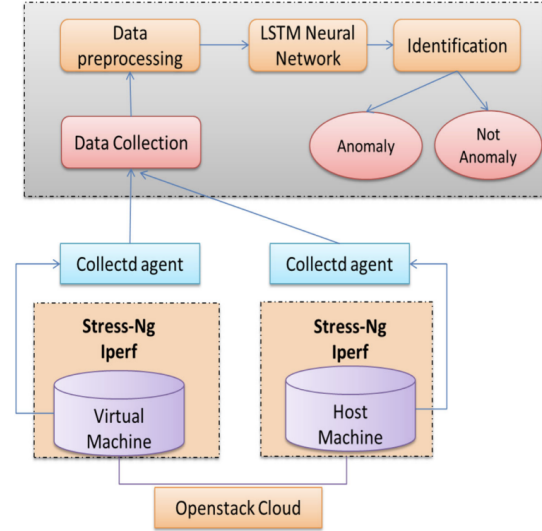 Data
preprocessing
LSTM Neural
Network
Identification
Data Collection
Anomaly
Not
Anomaly
Collectd agent
Collectd agent
Stress-Ng
Iperf
Stress-Ng
Iperf
Virtual
Machine
Host
Machine
Openstack Cloud